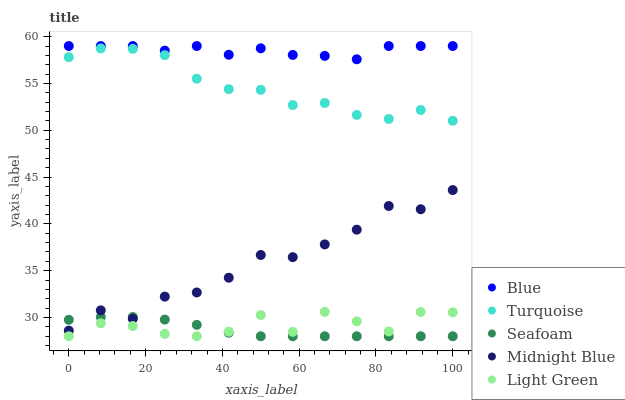 title
60
55
50
45
40
35
30
0
20
40
60
80
100
xaxis_label
yaxis_label
Blue
Turquoise
Seafoam
Midnight Blue
Light Green